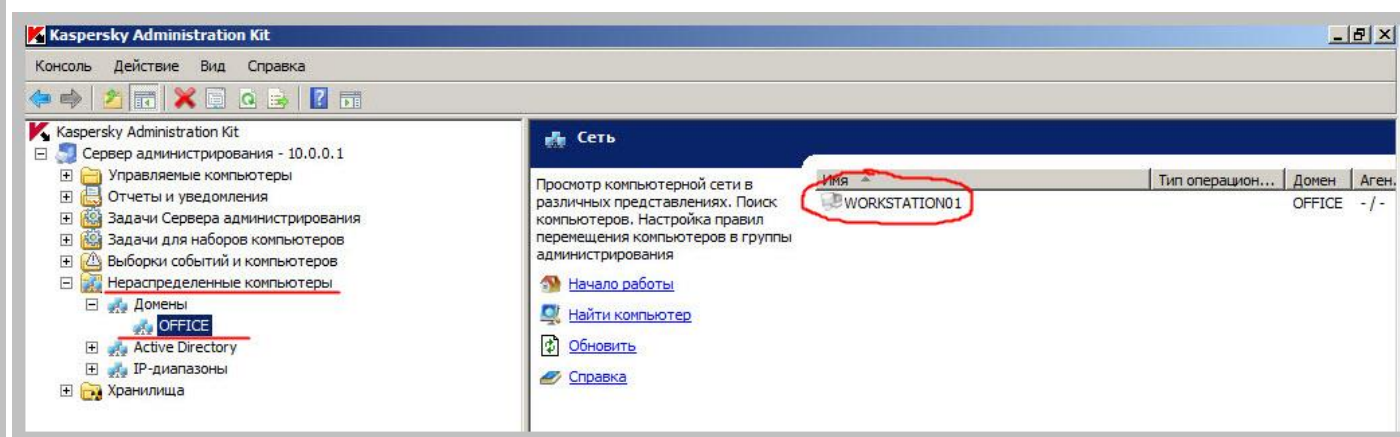 Kaspersky Administration Kit
Консоль Действие Вид Справка
Kaspersky Administration Kit
Сервер администрирования - 10.0.0.1
Управляемые компьютеры
Отчеты и уведомления
Задачи Сервера администрирования
Задачи для наборов компьютеров
Выборки событий и компьютеров
Нераспределенные компьютеры
Домены
OFFICE
Active Directory
IP-диапазоны
Хранилища
Сеть
Просмотр компьютерной сети в
различных представлениях. Поиск
компьютеров. Настройка правил
перемещения компьютеров в группы
администрирования
Начало работы
Найти компьютер
Обновить
Справка
Имя Тип операцион... Домен Аген.
WORKSTATION01 OFFICE - / -